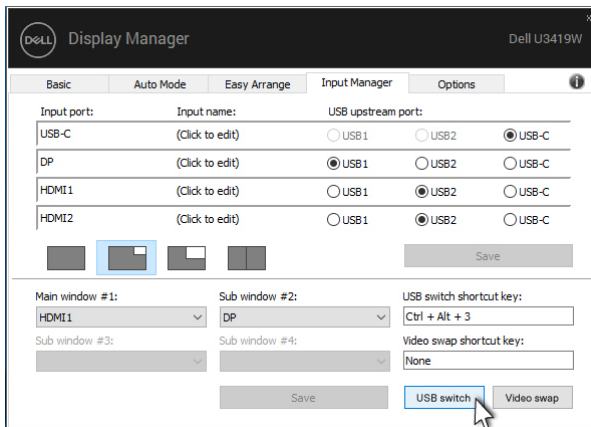 DELL Display Manager Dell U3419W
Basic Auto Mode Easy Arrange Input Manager Options i
Input port: Input name: USB upstream port:
USB-C (Click to edit) USB1 USB2 USB-C
DP (Click to edit) USB1 USB2 USB-C
HDMI1 (Click to edit) USB1 USB2 USB-C
HDMI2 (Click to edit) USB1 USB2 USB-C
Save
Main window #1: Sub window #2: USB switch shortcut key:
HDMI1 DP Ctrl + Alt + 3
Sub window #3: Sub window #4: Video swap shortcut key:
None
Save USB switch Video swap